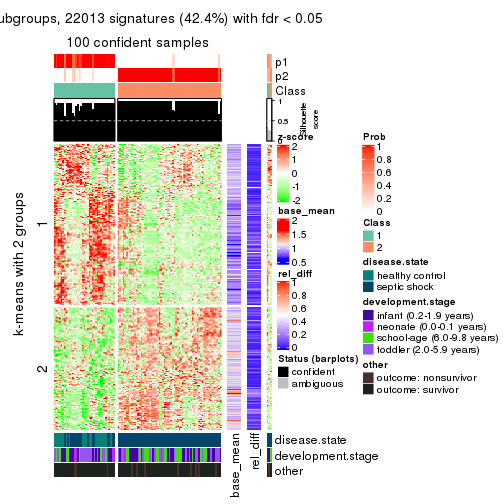 ubgroups, 22013 signatures (42.4%) with fdr < 0.05
100 confident samples
p1
p2
Class
1
0.5
0
Silhouette
score
k-means with 2 groups
1
2
z-score
2
1
0
-1
-2
base_mean
2
1.5
1
0.5
rel_diff
1
0.8
0.6
0.4
0.2
0
Status (barplots)
confident
ambiguous
Prob
1
0.8
0.6
0.4
0.2
0
Class
1
2
disease.state
healthy control
septic shock
development.stage
infant (0.2-1.9 years)
neonate (0.0-0.1 years)
school-age (6.0-9.8 years)
toddler (2.0-5.9 years)
other
outcome: nonsurvivor
outcome: survivor
base_mean
rel_diff
disease.state
development.stage
other